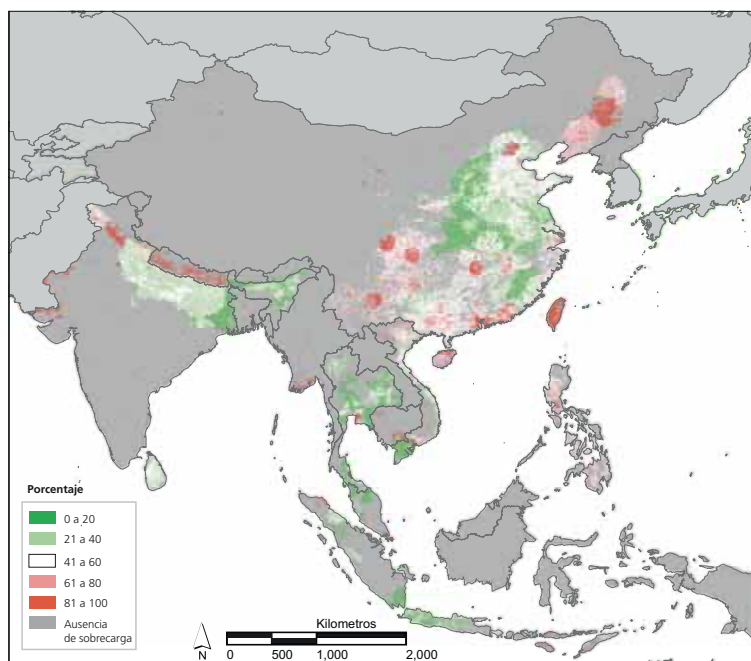 Porcentaje
0 a 20
21 a 40
41 a 60
61 a 80
81 a 100
Ausencia
de sobrecarga
Kilometros
N
0 500 1,000 2,000